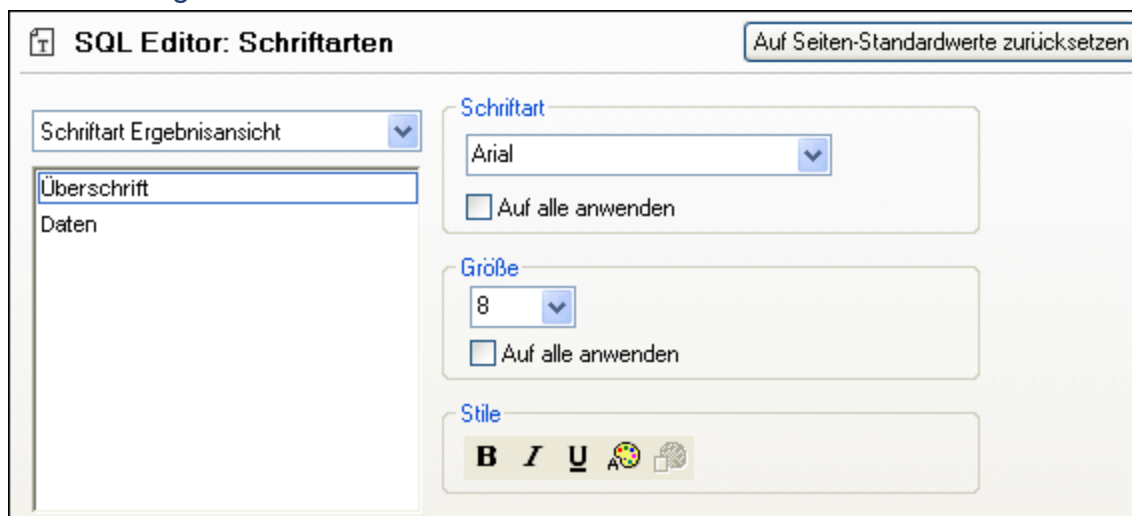 SQL Editor: Schriftarten
Auf Seiten-Standardwerte zurücksetzen
Schriftart Ergebnisansicht
Überschrift
Daten
Schriftart
Arial
Auf alle anwenden
Größe
8
Auf alle anwenden
Stile
B I U